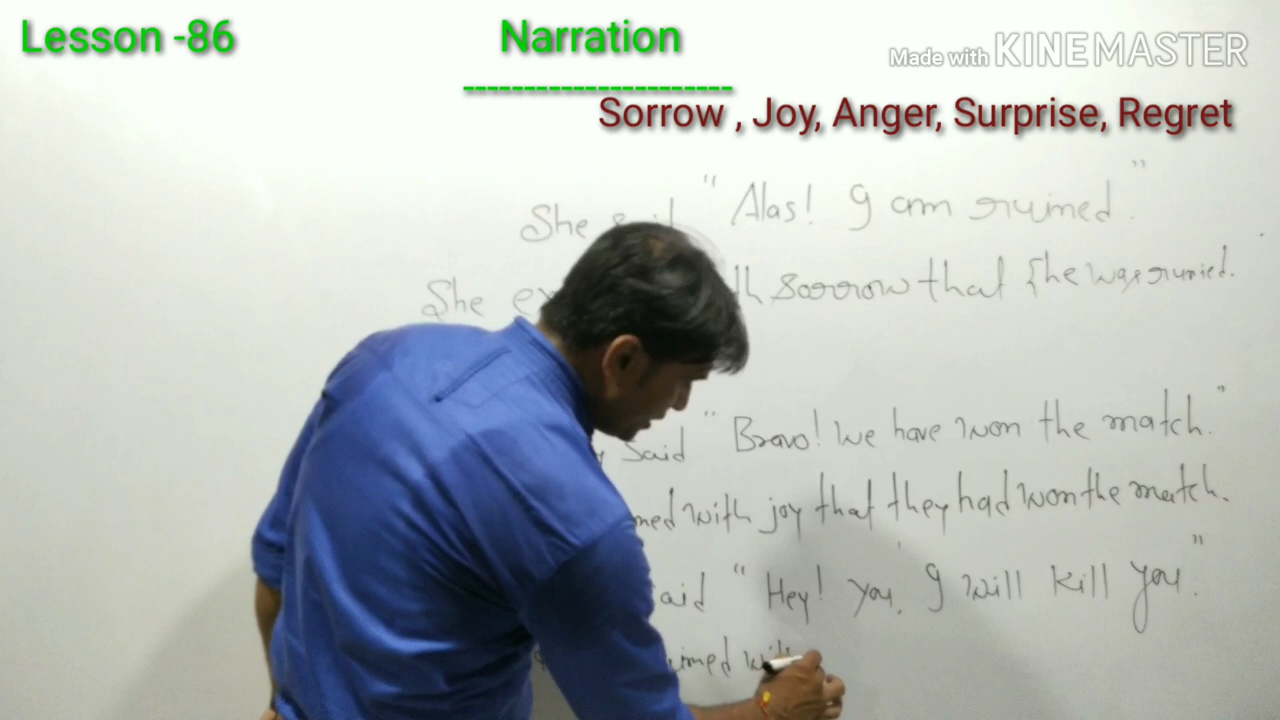 Lesson -86
Narration
Made with KINEMASTER
Sorrow , Joy, Anger, Surprise, Regret
She said "Alas! I am ruined."
She sorrow that She was ruined.
said "Bravo! We have won the match."
with joy that they had won the match.
"Hey! You, I will kill you."